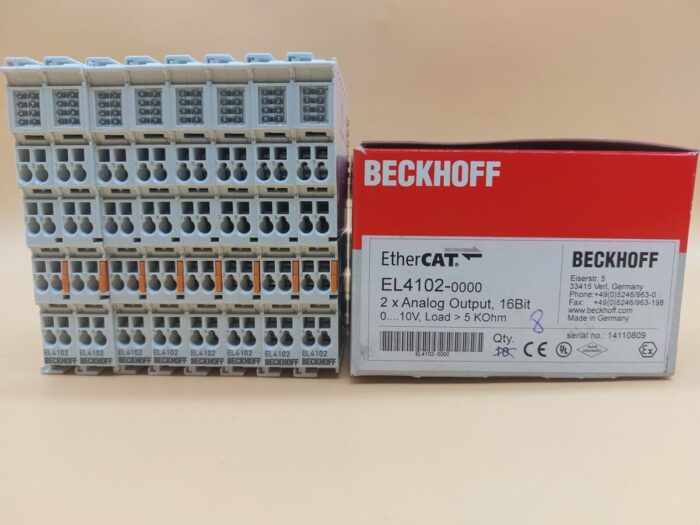 BECKHOFF
EtherCAT.
BECKHOFF
EL4102-0000
2 x Analog Output, 16Bit
0....10V, Load > 5 KOhm
Eiserstr. 5
33415 Verl, Germany
Phone:+49(0)5246/963-0
Fax: +49(0)5246/963-198
www.beckhoff.com
Made in Germany
Qty.
10
8
CE
UL
Ex
serial no.: 14110809
EL4102-0000
EL4102
BECKHOFF
EL4102
BECKHOFF
EL4102
BECKHOFF
EL4102
BECKHOFF
EL4102
BECKHOFF
EL4102
BECKHOFF
EL4102
BECKHOFF
EL4102
BECKHOFF